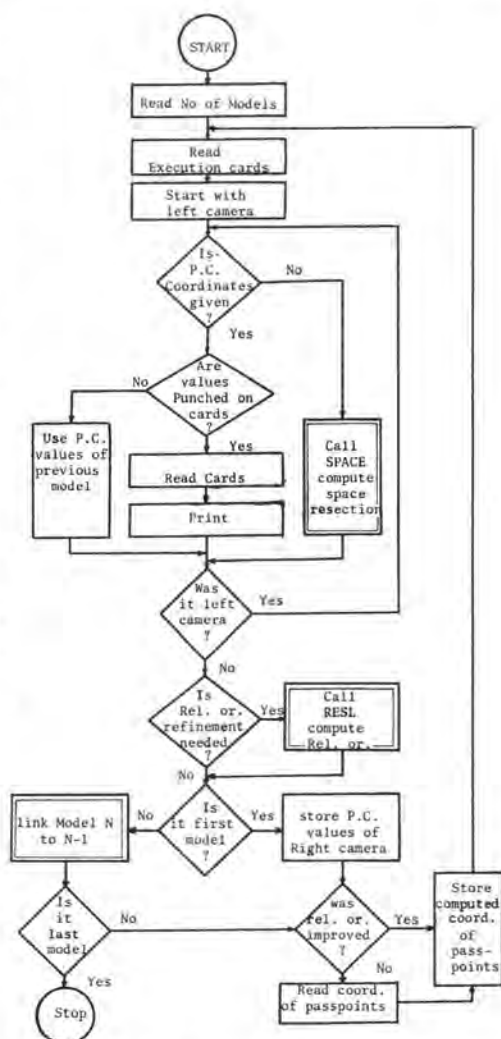 START
Read No of Models
Read
Execution cards
Start with
left camera
Is
P.C.
Coordinates
given
?
No
Yes
Are
values
Punched on
cards
?
No
Yes
Use P.C.
values of
previous
model
Read Cards
Print
Call
SPACE
compute
space
resection
Was
it left
camera
?
Yes
No
Is
Rel. or.
refinement
needed
?
Yes
No
Call
RESL
compute
Rel. or.
Is
it first
model
?
No
Yes
link Model N
to N-1
store P.C.
values of
Right camera
Is
it
last
model
No
Yes
Stop
was
rel. or.
improved
?
Yes
No
Read coord.
of passpoints
Store
computed
coord.
of pass-
points